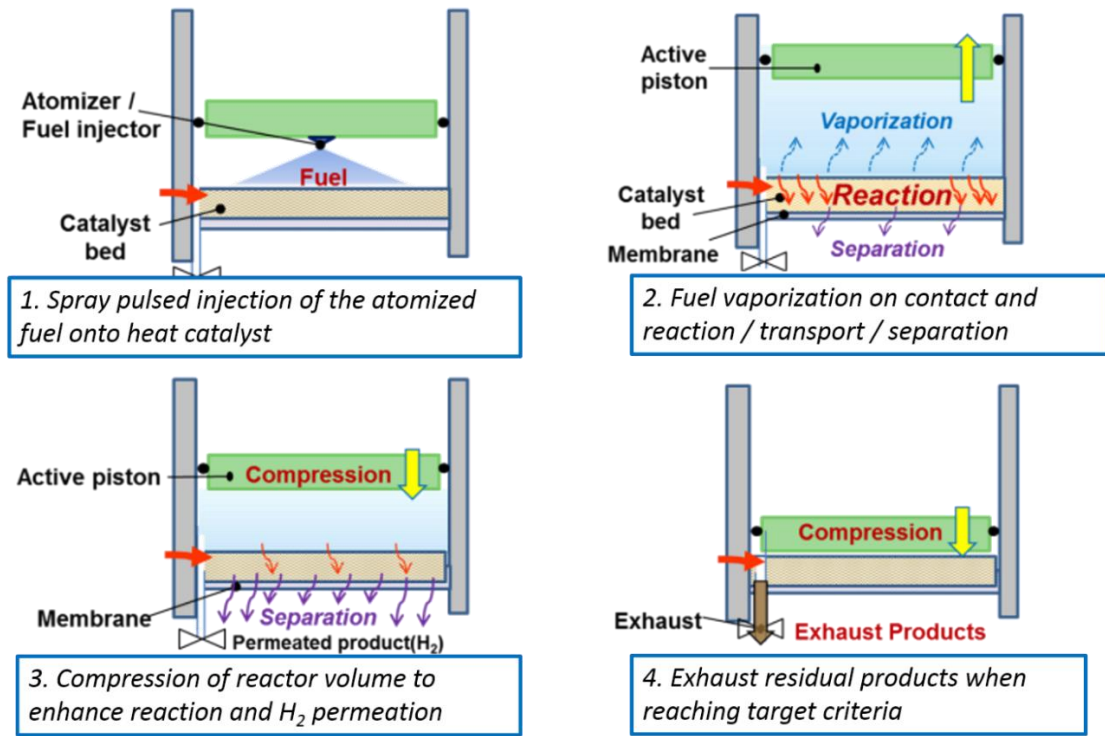 Atomizer /
Fuel injector
Fuel
Catalyst
bed
1. Spray pulsed injection of the atomized
fuel onto heat catalyst
Active
piston
Vaporization
Catalyst
bed
Reaction
Membrane
Separation
2. Fuel vaporization on contact and
reaction / transport / separation
Active piston
Compression
Membrane
Separation
Permeated product(H₂)
3. Compression of reactor volume to
enhance reaction and H₂ permeation
Compression
Exhaust
Exhaust Products
4. Exhaust residual products when
reaching target criteria